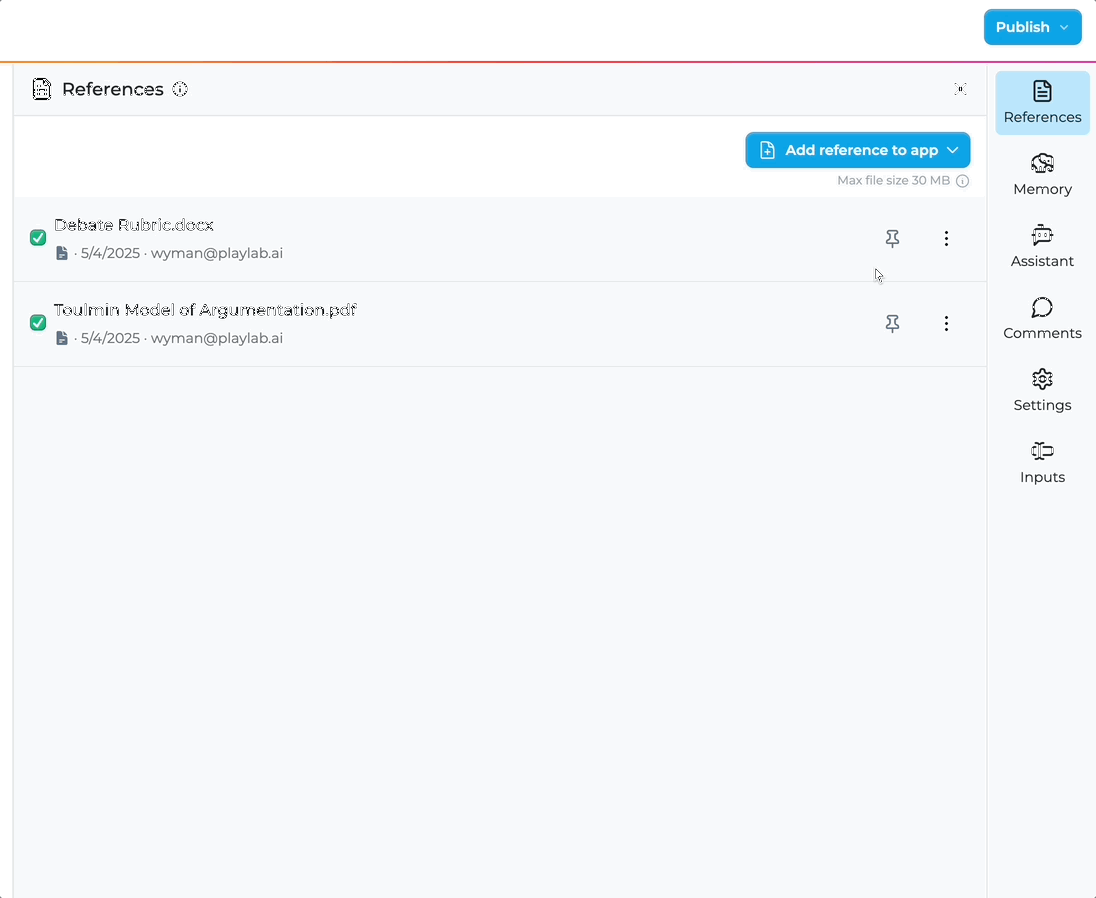 Publish
References
Add reference to app
Max file size 30 MB
Debate Rubric.docx
· 5/4/2025 · wyman@playlab.ai
Toulmin Model of Argumentation.pdf
· 5/4/2025 · wyman@playlab.ai
References
Memory
Assistant
Comments
Settings
Inputs